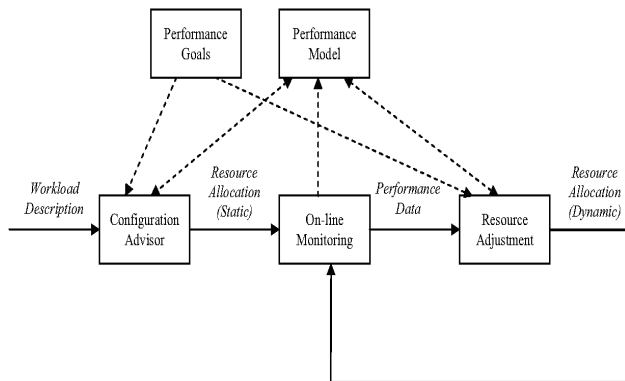 Performance
Goals
Performance
Model
Workload
Description
Configuration
Advisor
Resource
Allocation
(Static)
On-line
Monitoring
Performance
Data
Resource
Adjustment
Resource
Allocation
(Dynamic)